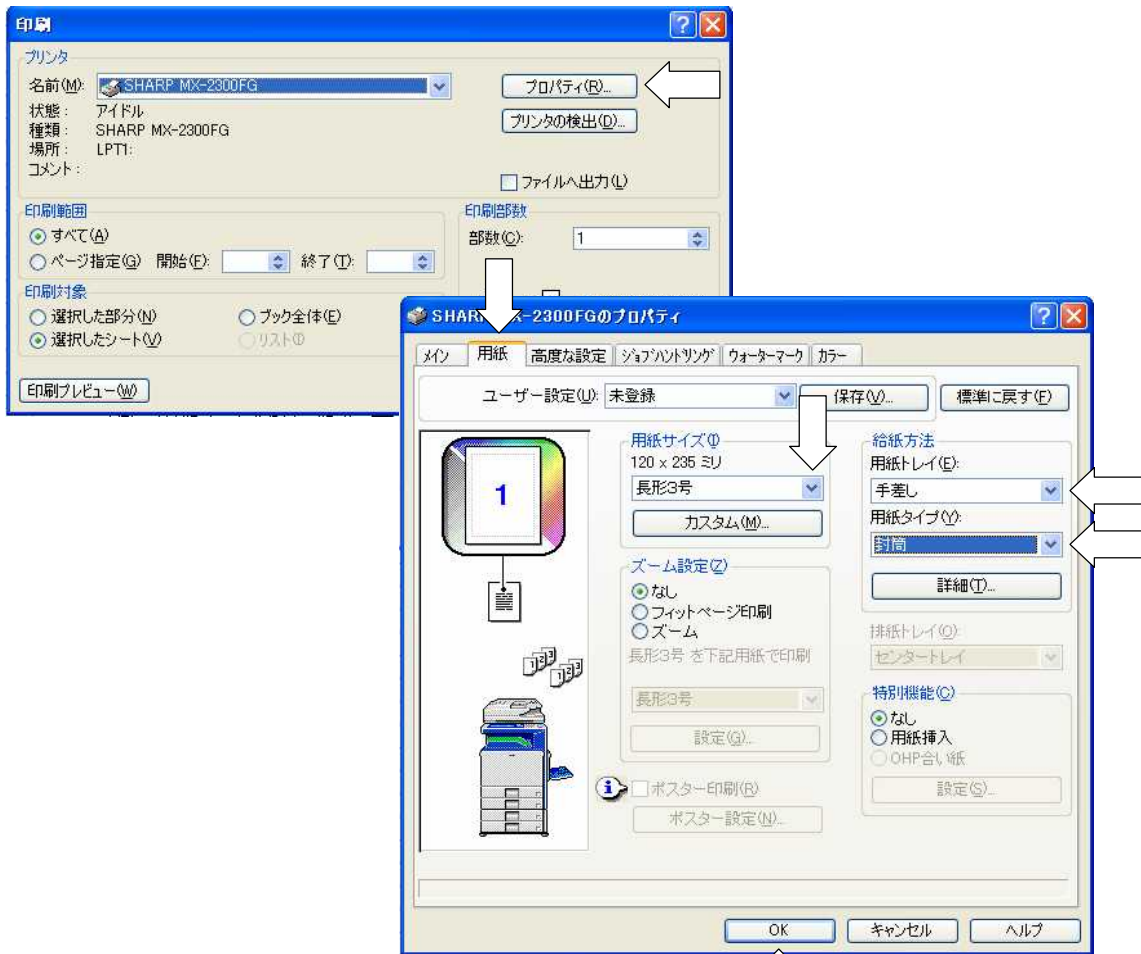 印刷
プリンタ
名前(M): SHARP MX-2300FG
プロパティ(R)...
状態: アイドル
種類: SHARP MX-2300FG
場所: LPT1:
コメント:
プリンタの検出(D)...
ファイルへ出力(L)
印刷範囲
すべて(A)
ページ指定(G) 開始(F): 終了(T):
印刷部数
部数(C): 1
印刷対象
選択した部分(N) ブック全体(E)
選択したシート(V) リスト(I)
印刷プレビュー(W)
SHARP MX-2300FGのプロパティ
メイン 用紙 高度な設定 ジョブハンドリング ウォーターマーク カラー
ユーザー設定(U): 未登録 保存(V)... 標準に戻す(F)
1
用紙サイズ(I)
120 x 235 ミリ
長形3号
カスタム(M)...
給紙方法
用紙トレイ(E):
手差し
用紙タイプ(Y):
封筒
詳細(T)...
ズーム設定(Z)
なし
フィットページ印刷
ズーム
長形3号 を下記用紙で印刷
長形3号
設定(G)...
排紙トレイ(O):
センタートレイ
特別機能(C)
なし
用紙挿入
OHP合い紙
設定(S)...
1 2 3
1 2 3
ポスター印刷(R)
ポスター設定(N)...
OK キャンセル ヘルプ